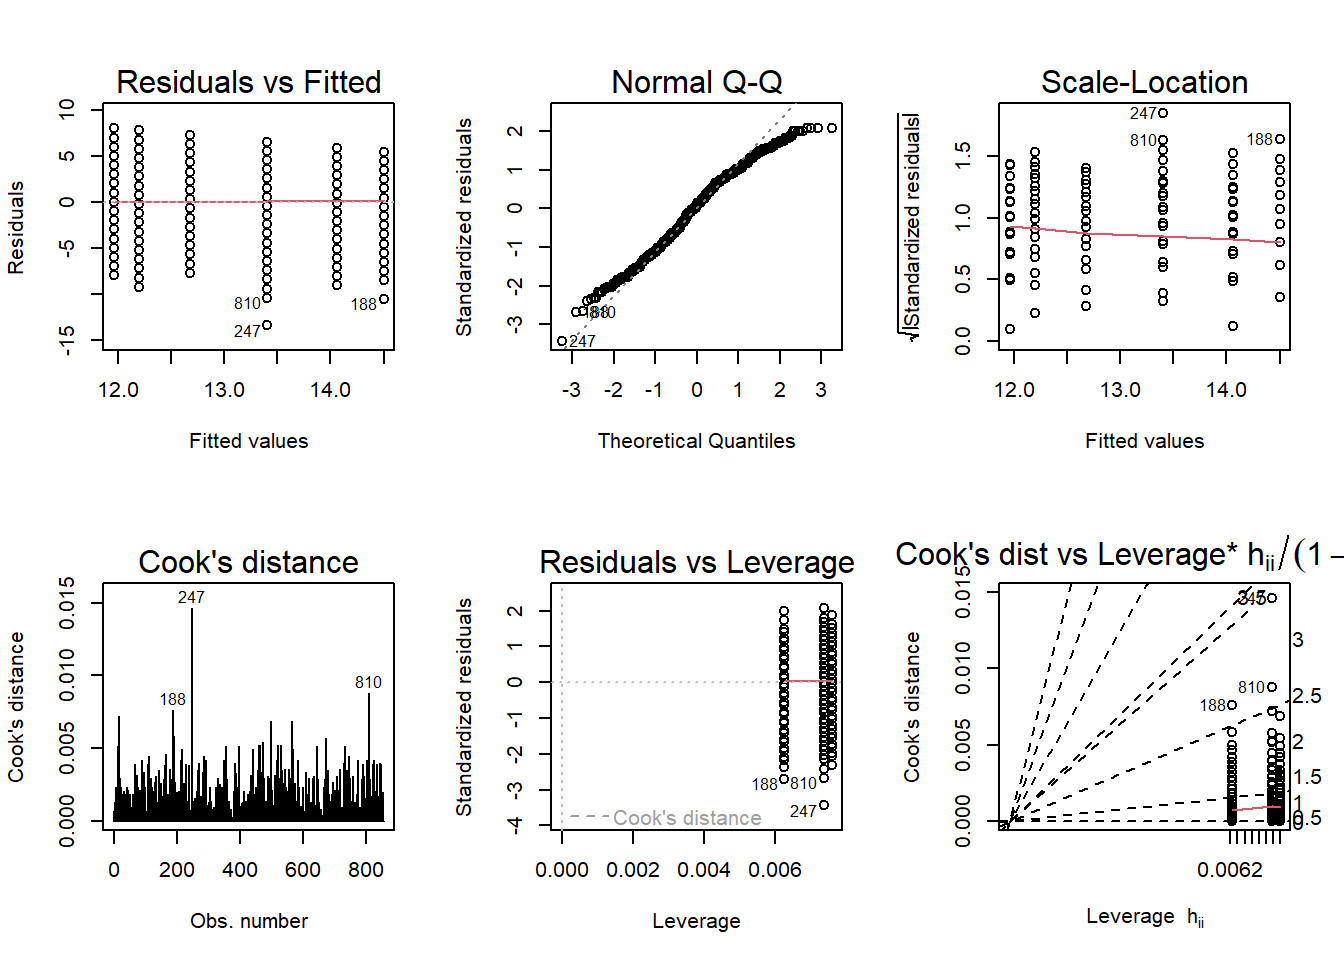 Residuals vs Fitted
Residuals
10
5
0
-5
-15
810
247
188
12.0 13.0 14.0
Fitted values
Normal Q-Q
Standardized residuals
2
1
0
-1
-2
-3
188
810
247
-3 -2 -1 0 1 2 3
Theoretical Quantiles
Scale-Location
√|Standardized residuals|
1.5
1.0
0.5
0.0
247
810
188
12.0 13.0 14.0
Fitted values
Cook's distance
Cook's distance
0.015
0.010
0.005
0.000
247
188
810
0 200 400 600 800
Obs. number
Residuals vs Leverage
Standardized residuals
2
1
0
-1
-2
-3
-4
188
810
247
Cook's distance
0.000 0.002 0.004 0.006
Leverage
Cook's dist vs Leverage* hii/(1 −
Cook's distance
0.015
0.010
0.005
0.000
3.5
247
810
188
3
2.5
2
1.5
1
0.5
0
0.0062
Leverage hii